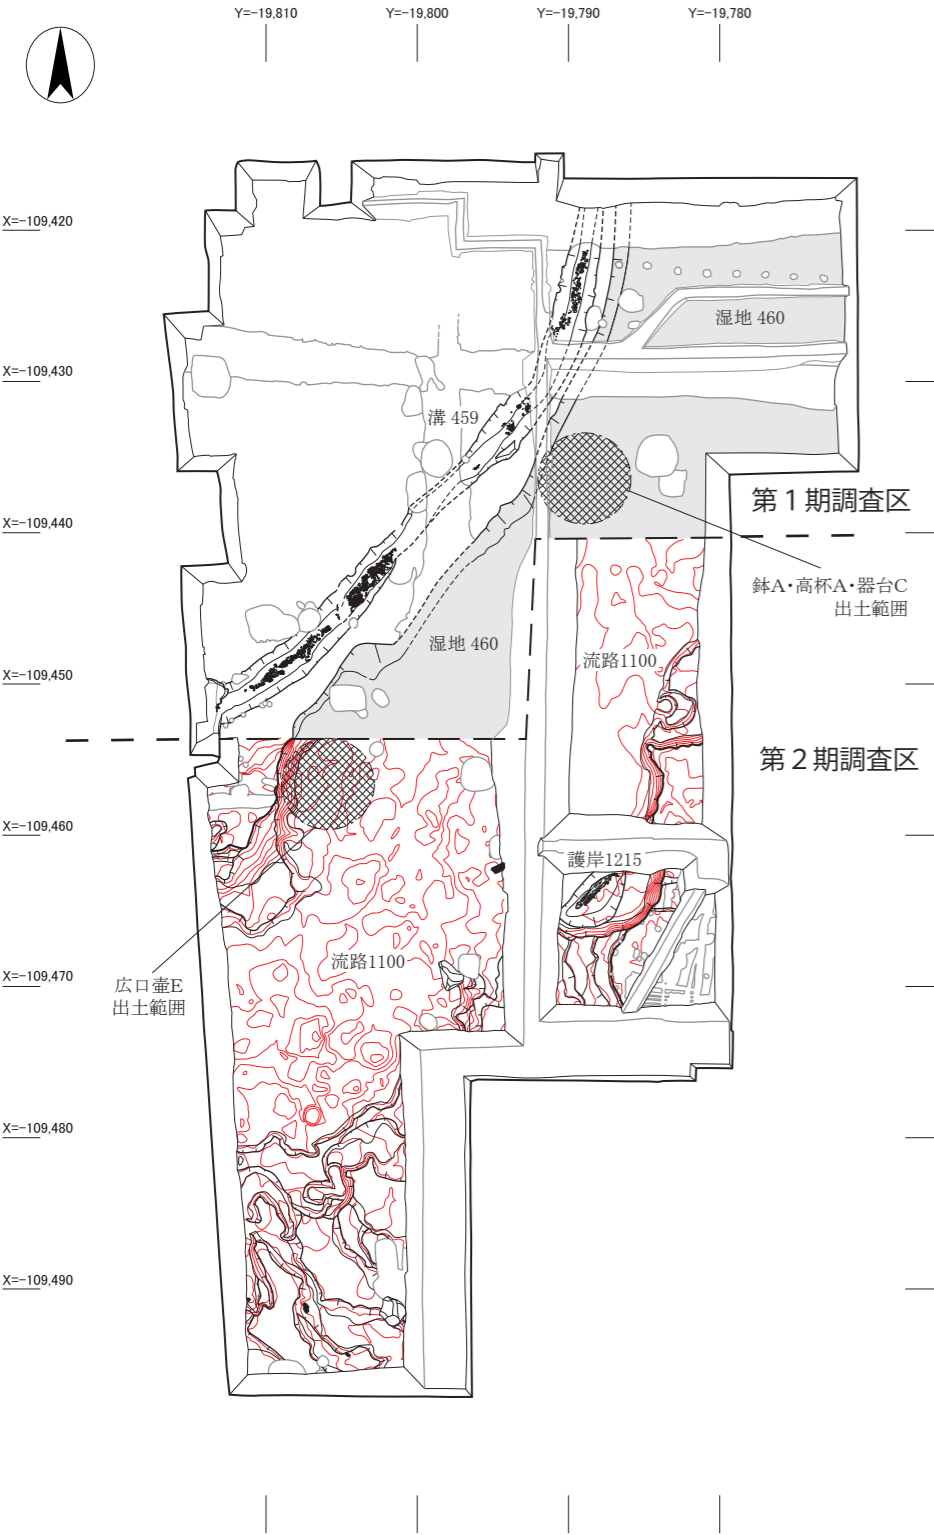 Y=-19,810
Y=-19,800
Y=-19,790
Y=-19,780
X=-109,420
湿地 460
X=-109,430
溝 459
第1期調査区
X=-109,440
鉢A・高杯A・器台C
出土範囲
湿地 460
流路1100
X=-109,450
第2期調査区
X=-109,460
護岸1215
流路1100
X=-109,470
広口壷E
出土範囲
X=-109,480
X=-109,490